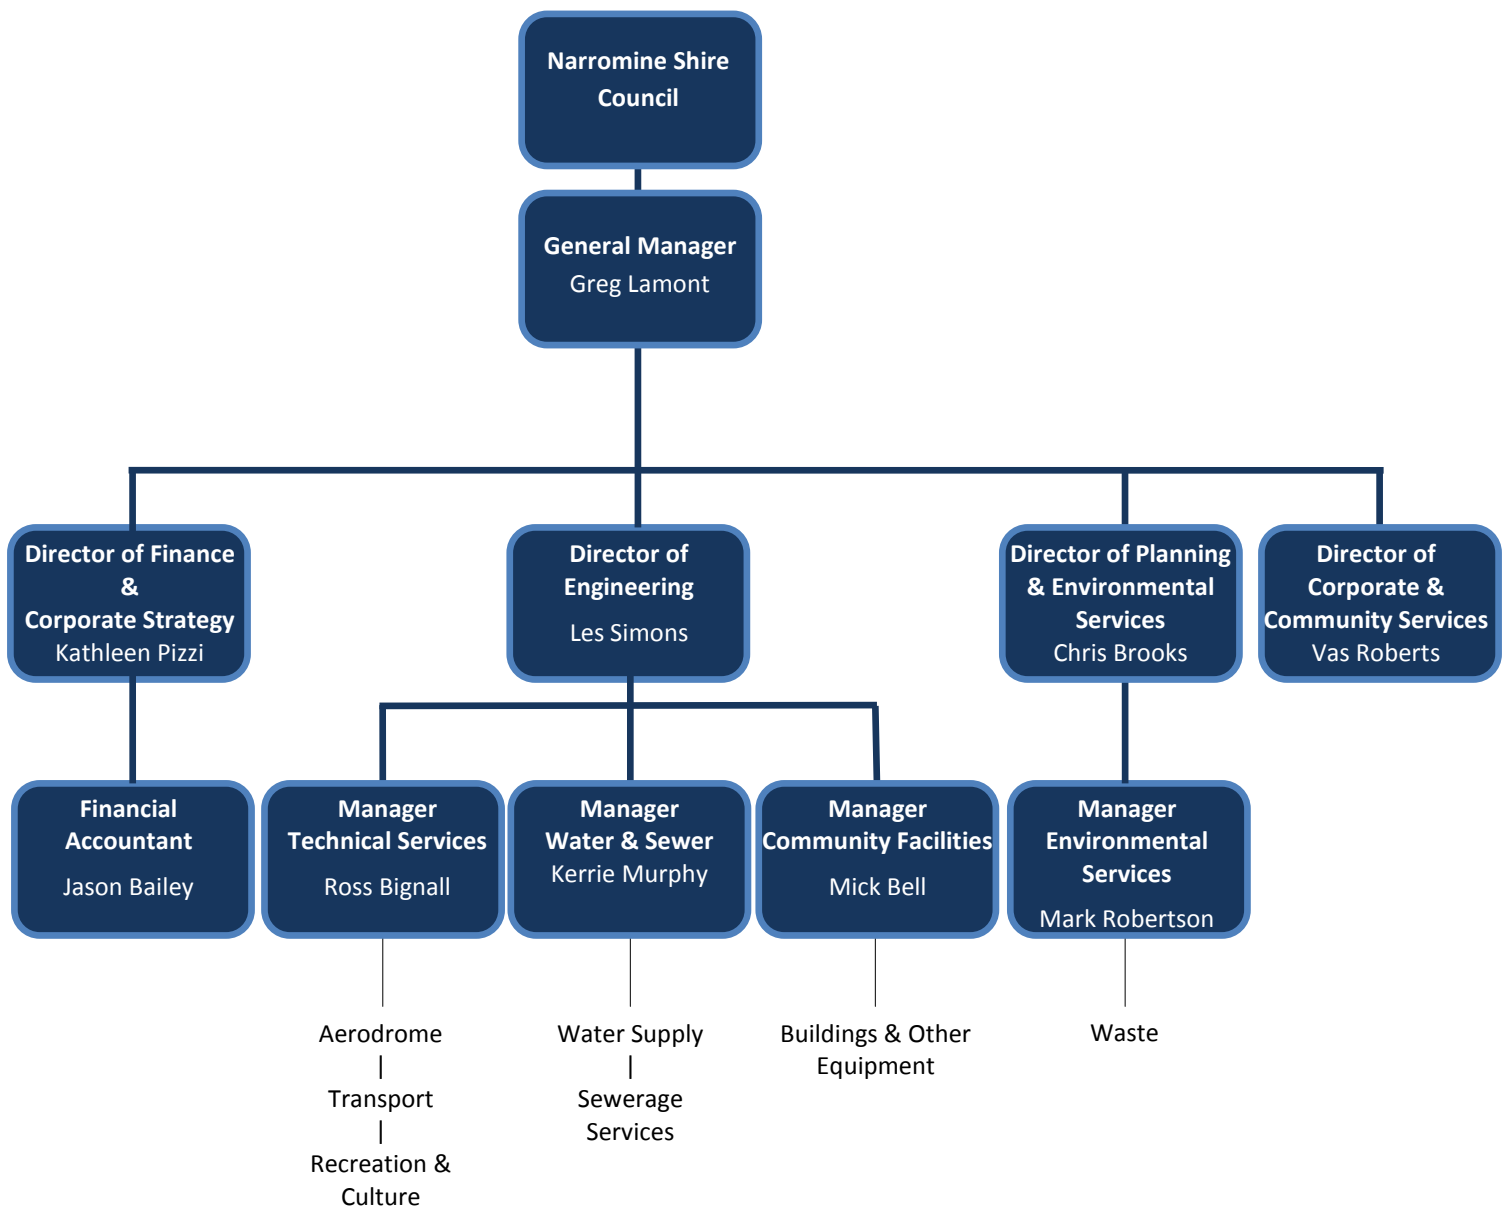 Narromine Shire
Council
General Manager
Greg Lamont
Director of Finance
&
Corporate Strategy
Kathleen Pizzi
Director of
Engineering
Les Simons
Director of Planning
& Environmental
Services
Chris Brooks
Director of
Corporate &
Community Services
Vas Roberts
Financial
Accountant
Jason Bailey
Manager
Technical Services
Ross Bignall
Manager
Water & Sewer
Kerrie Murphy
Manager
Community Facilities
Mick Bell
Manager
Environmental
Services
Mark Robertson
Aerodrome
|
Transport
|
Recreation &
Culture
Water Supply
|
Sewerage
Services
Buildings & Other
Equipment
Waste